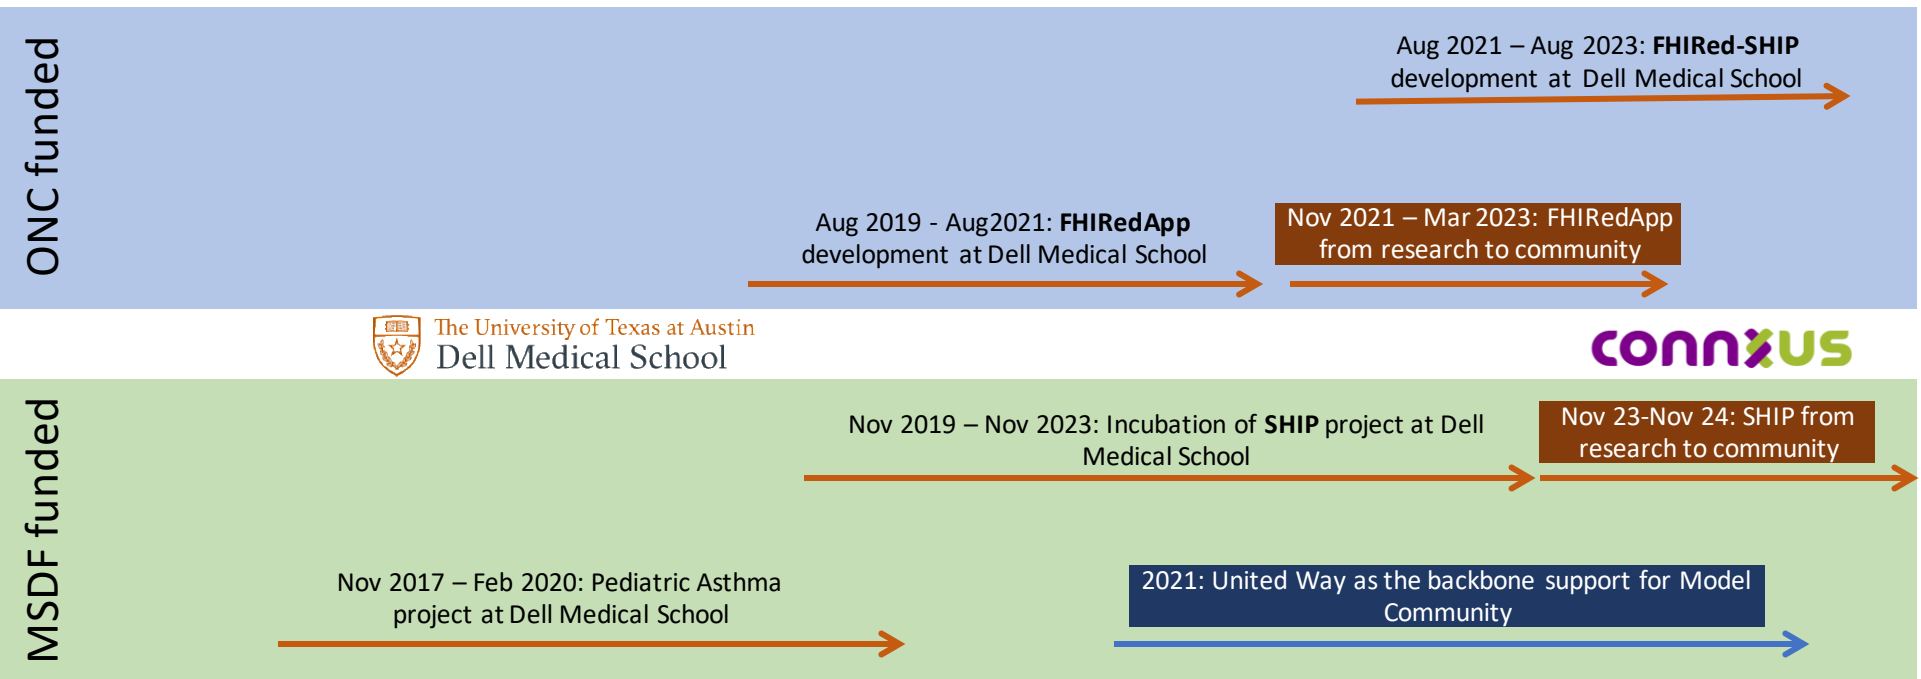 ONC funded
Aug 2021 – Aug 2023: FHIRed-SHIP
development at Dell Medical School
Aug 2019 - Aug2021: FHIRedApp
development at Dell Medical School
Nov 2021 – Mar 2023: FHIRedApp
from research to community
The University of Texas at Austin
Dell Medical School
connxus
MSDF funded
Nov 2019 – Nov 2023: Incubation of SHIP project at Dell
Medical School
Nov 23-Nov 24: SHIP from
research to community
Nov 2017 – Feb 2020: Pediatric Asthma
project at Dell Medical School
2021: United Way as the backbone support for Model
Community